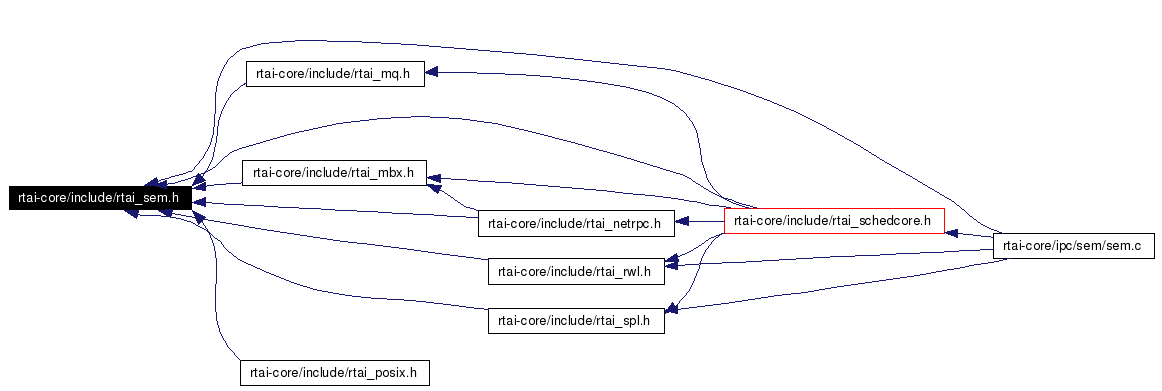 rtai-core/include/rtai_mq.h
rtai-core/include/rtai_mbx.h
rtai-core/include/rtai_sem.h
rtai-core/include/rtai_netrpc.h
rtai-core/include/rtai_schedcore.h
rtai-core/ipc/sem/sem.c
rtai-core/include/rtai_rwl.h
rtai-core/include/rtai_spl.h
rtai-core/include/rtai_posix.h